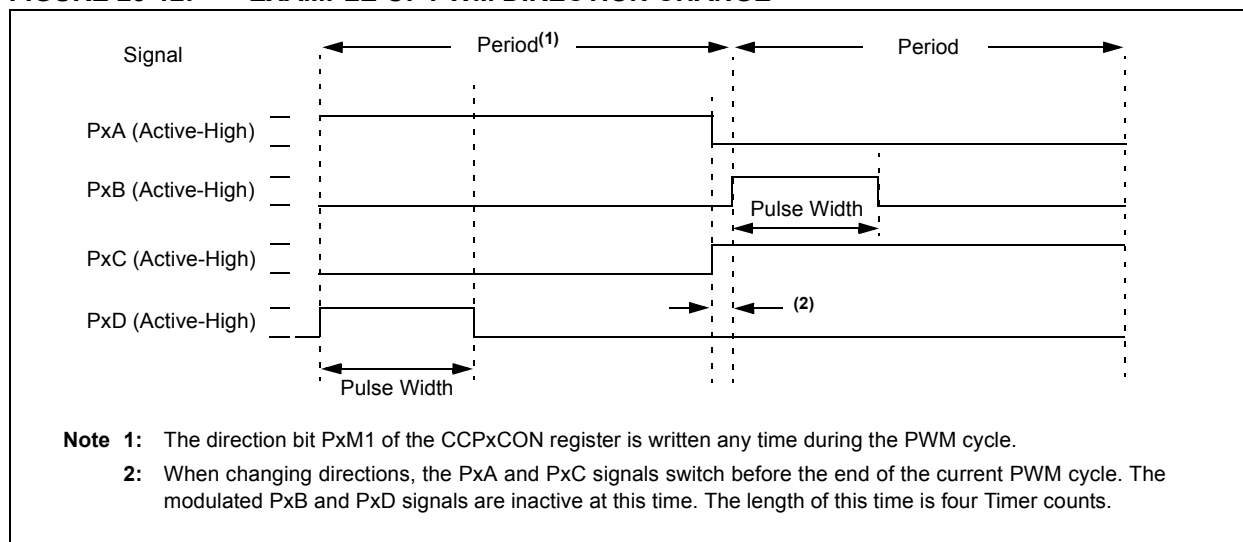 Signal
Period(1)
Period
PxA (Active-High)
PxB (Active-High)
Pulse Width
PxC (Active-High)
(2)
PxD (Active-High)
Pulse Width
Note 1: The direction bit PxM1 of the CCPxCON register is written any time during the PWM cycle.
2: When changing directions, the PxA and PxC signals switch before the end of the current PWM cycle. The
modulated PxB and PxD signals are inactive at this time. The length of this time is four Timer counts.